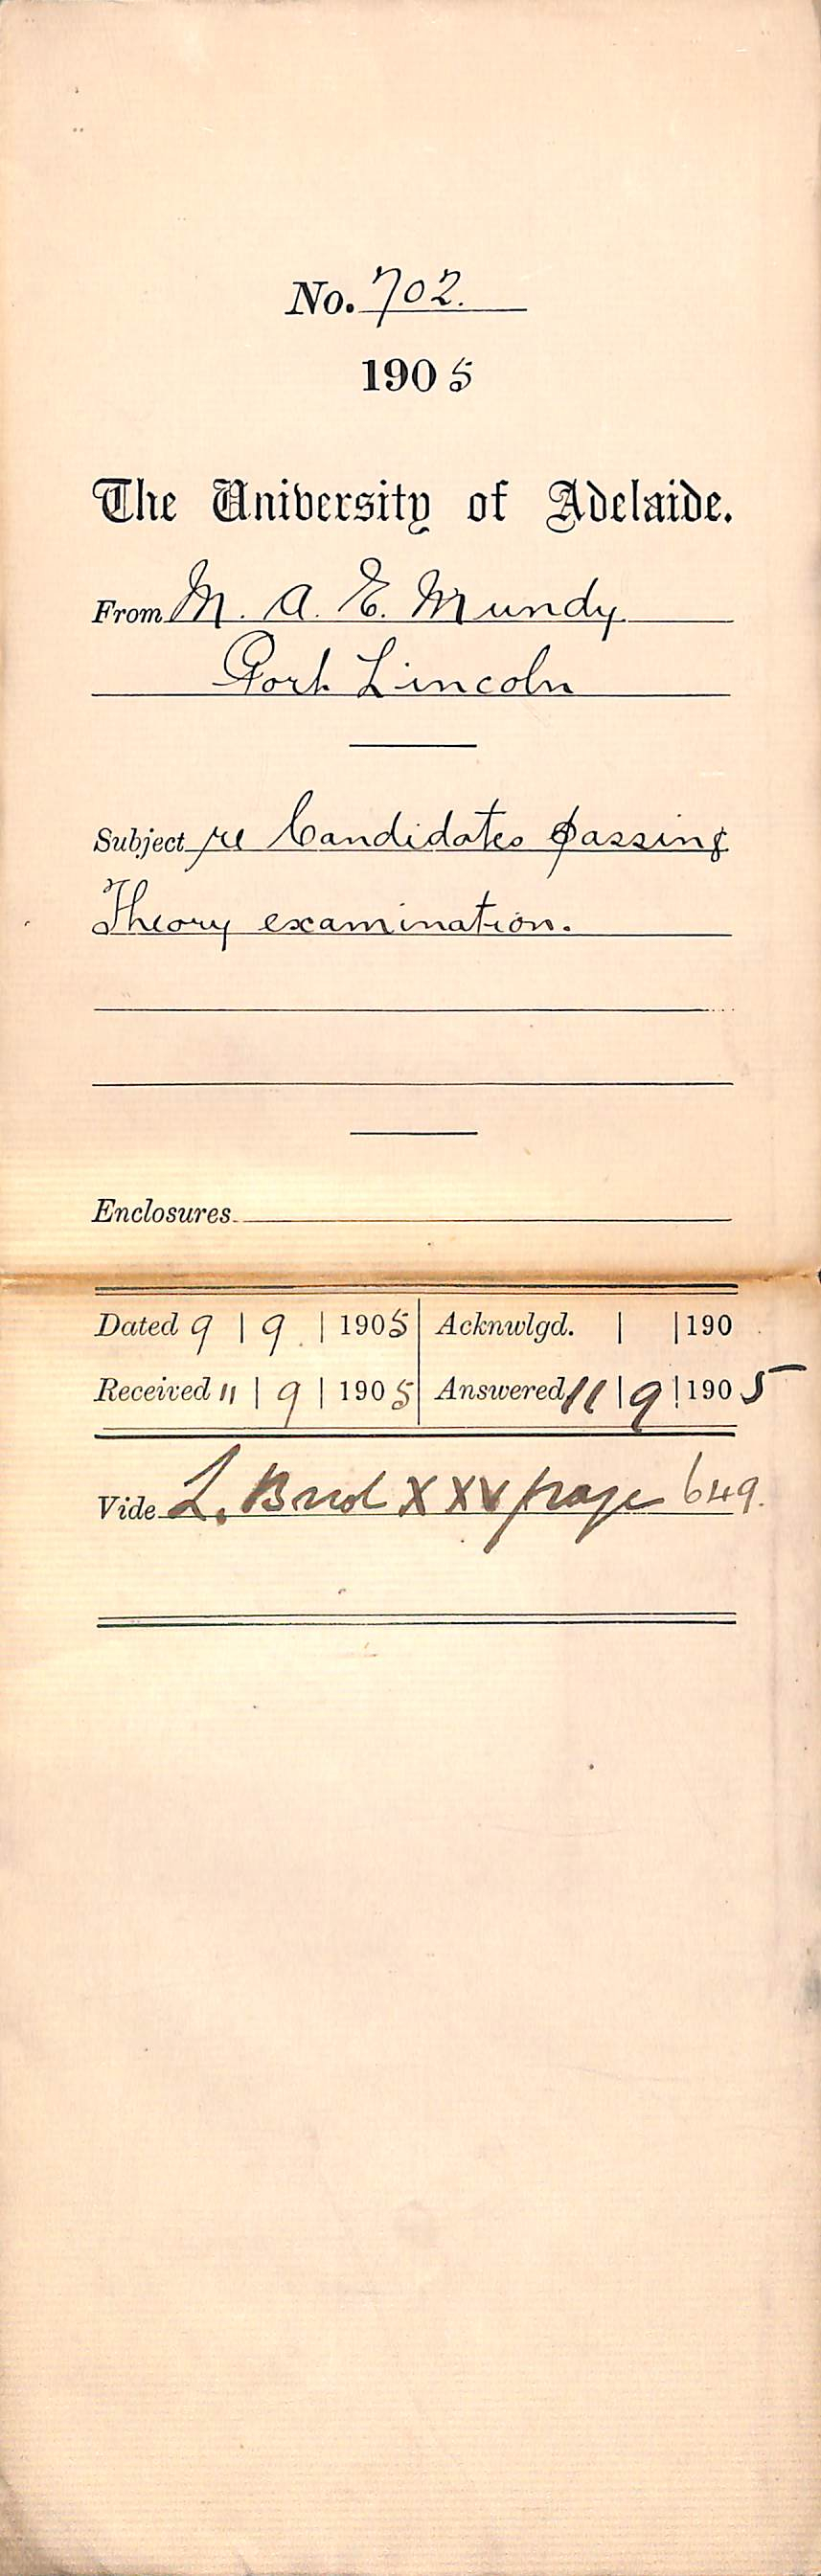 No. 702.
1905
The University of Adelaide.
From M. A. E. Mundy.
Port Lincoln
Subject re Candidates passing
Theory examination.
Enclosures
Dated 9 | 9 | 1905 | Acknwlgd. | | 190
Received 11 | 9 | 1905 | Answered 11 | 9 | 1905
Vide L. XXV page 649.